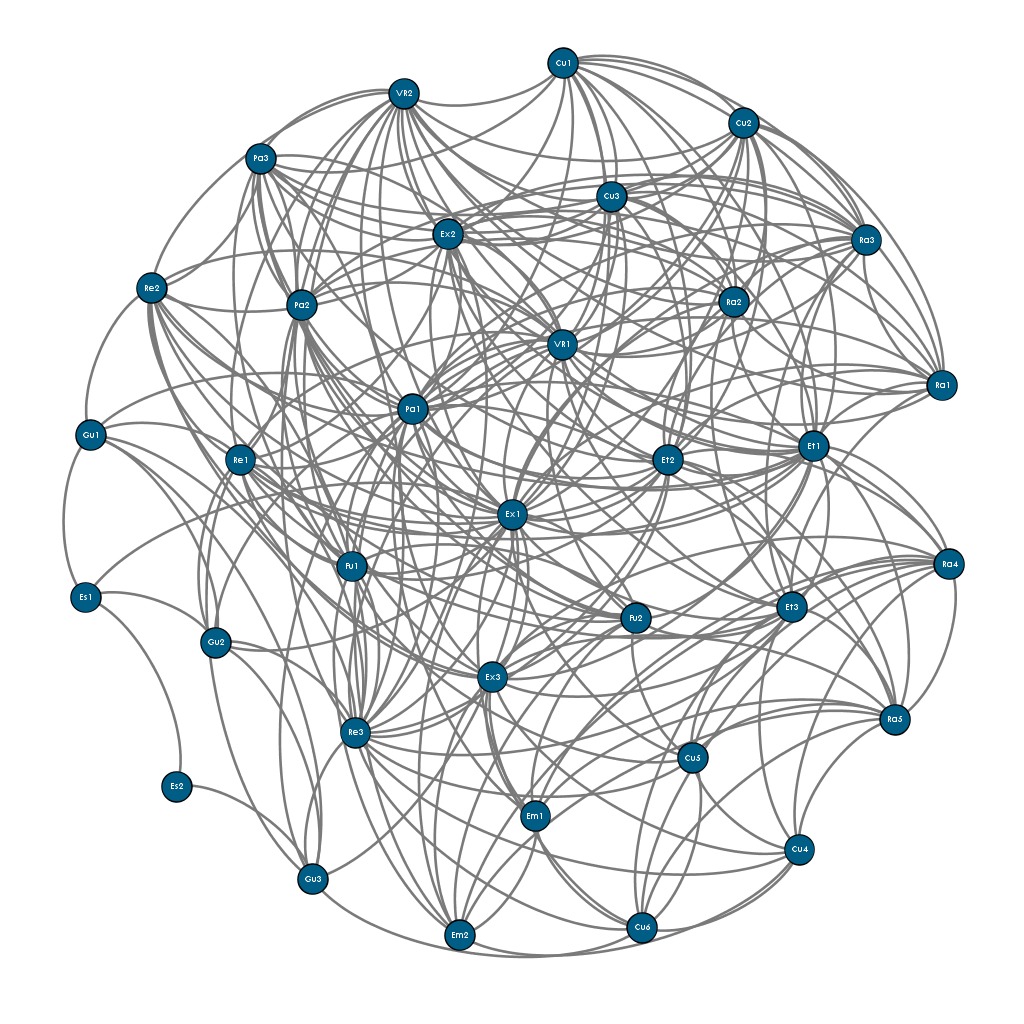 Cu1
VR2
Cu2
Pa3
Cu3
Ex2
Ra3
Re2
Ra2
Pa2
VR1
Ra1
Pa1
Gu1
Et1
Re1
Et2
Ex1
Ra4
Fu1
Es1
Et3
Fu2
Gu2
Ex3
Ra5
Re3
Cu5
Es2
Em1
Cu4
Gu3
Cu6
Em2